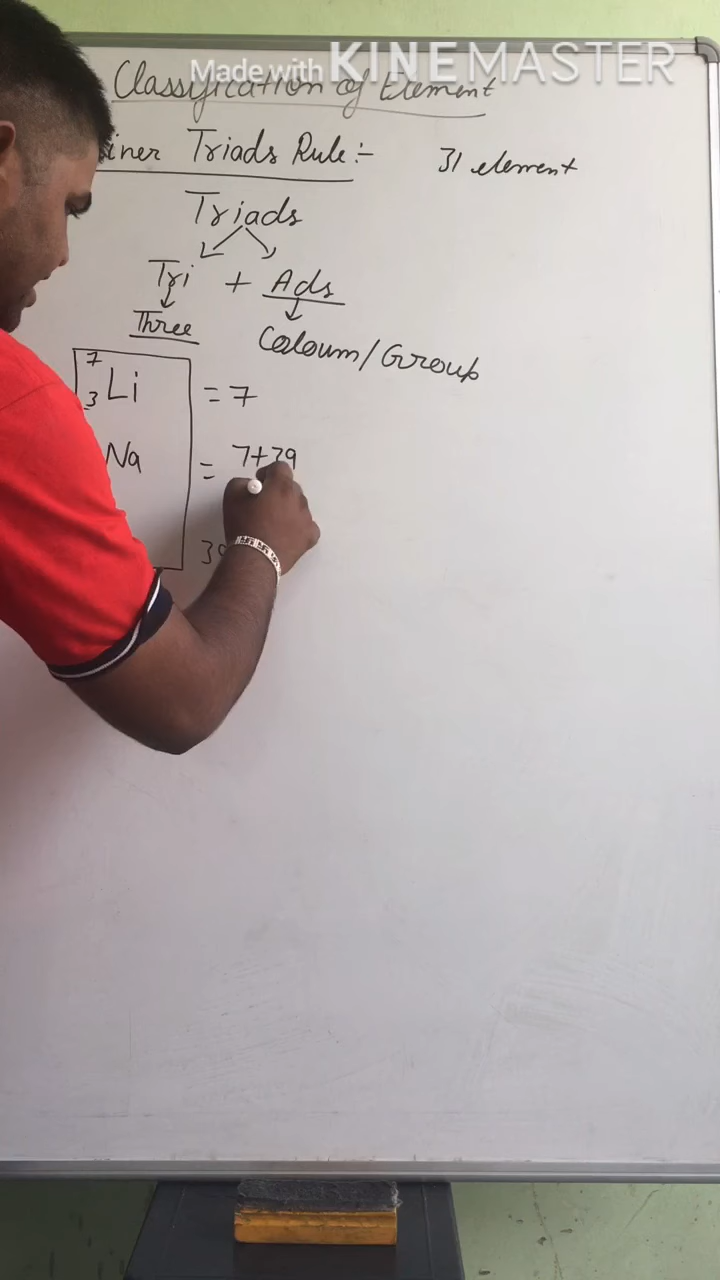 Made with KINEMASTER
Classification of Element
iner Triads Rule:- 31 element
Triads
Tri + Ads
Three Coloum/Group
7
3 Li = 7
Na = 7+39